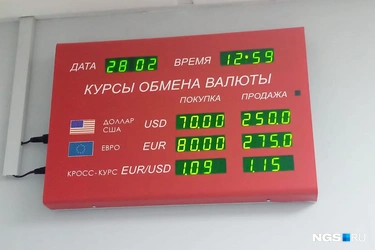 ДАТА 28 02 ВРЕМЯ 12:59
КУРСЫ ОБМЕНА ВАЛЮТЫ
ПОКУПКА ПРОДАЖА
ДОЛЛАР
США USD 70.00 250.0
ЕВРО EUR 80.00 275.0
КРОСС-КУРС EUR/USD 1.09 1.15
NGS.RU